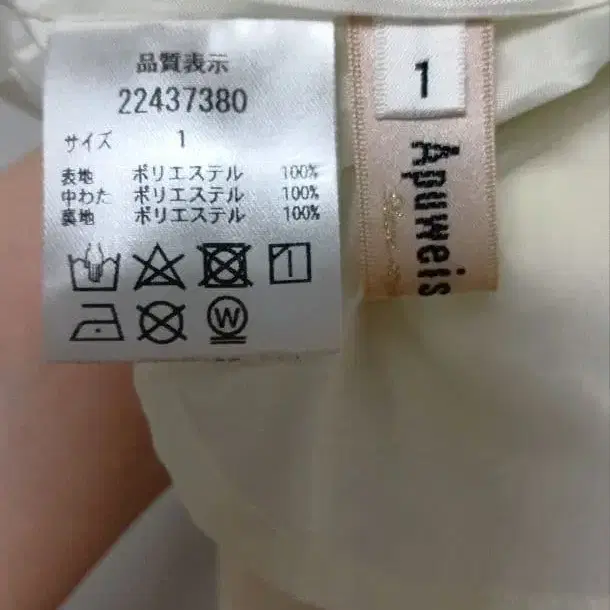 品質表示
22437380
サイズ 1
表地 ポリエステル 100%
中わた ポリエステル 100%
裏地 ポリエステル 100%
W
1
Apuweis